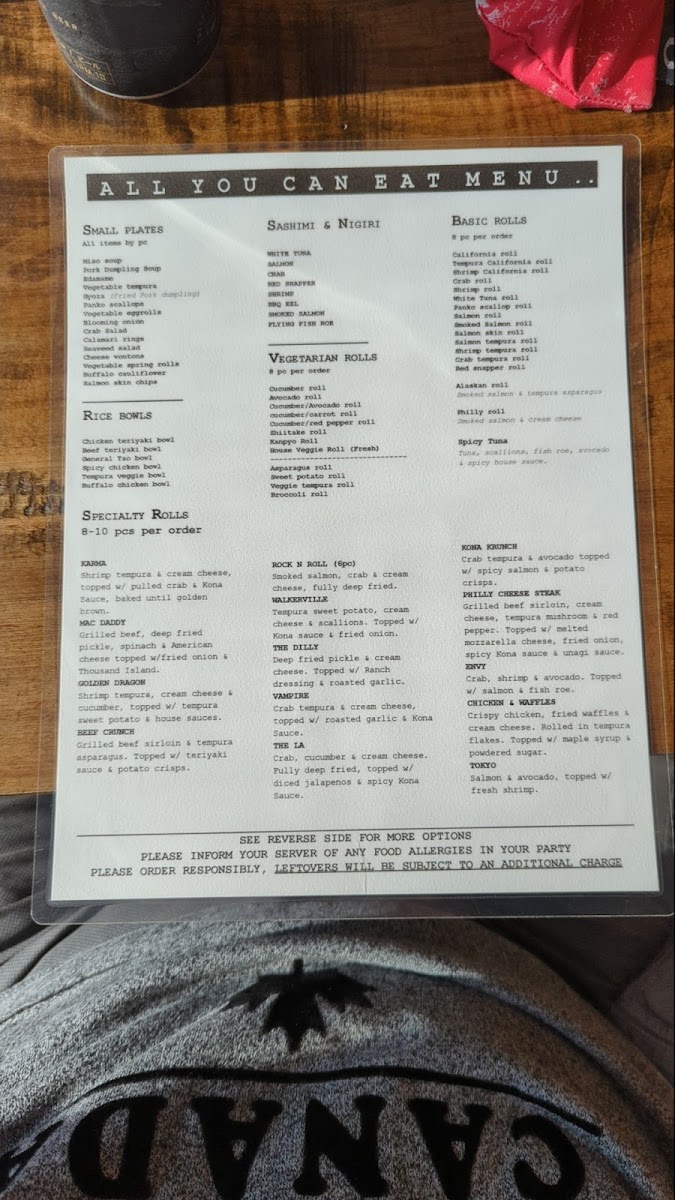 ALL YOU CAN EAT MENU..
SMALL PLATES
All items by pc
Miso soup
Pork Dumpling Soup
Edamame
Vegetable tempura
Gyoza (Fried Pork dumpling)
Panko scallops
Vegetable eggrolls
Blooming onion
Crab Salad
Calamari rings
Seaweed salad
Cheese wontons
Vegetable spring rolls
Buffalo cauliflower
Salmon skin chips
RICE BOWLS
Chicken teriyaki bowl
Beef teriyaki bowl
General Tao bowl
Spicy chicken bowl
Tempura veggie bowl
Buffalo chicken bowl
SASHIMI & NIGIRI
WHITE TUNA
SALMON
CRAB
RED SNAPPER
SHRIMP
BBQ EEL
SMOKED SALMON
FLYING FISH ROE
VEGETARIAN ROLLS
8 pc per order
Cucumber roll
Avocado roll
Cucumber/Avocado roll
cucumber/carrot roll
Cucumber/red pepper roll
Shiitake roll
Kanpyo Roll
House Veggie Roll (Fresh)
Asparagus roll
Sweet potato roll
Veggie tempura roll
Broccoli roll
BASIC ROLLS
8 pc per order
California roll
Tempura California roll
Shrimp California roll
Crab roll
Shrimp roll
White Tuna roll
Panko scallop roll
Salmon roll
Smoked Salmon roll
Salmon skin roll
Salmon tempura roll
Shrimp tempura roll
Crab tempura roll
Red snapper roll
Alaskan roll
Smoked salmon & tempura asparagus
Philly roll
Smoked salmon & cream cheese
Spicy Tuna
Tuna, scallions, fish roe, avocado
& spicy house sauce.
SPECIALTY ROLLS
8-10 pcs per order
KARMA
Shrimp tempura & cream cheese,
topped w/ pulled crab & Kona
Sauce, baked until golden
brown.
MAC DADDY
Grilled beef, deep fried
pickle, spinach & American
cheese topped w/fried onion &
Thousand Island.
GOLDEN DRAGON
Shrimp tempura, cream cheese &
cucumber, topped w/ tempura
sweet potato & house sauces.
BEEF CRUNCH
Grilled beef sirloin & tempura
asparagus. Topped w/ teriyaki
sauce & potato crisps.
ROCK N ROLL (6pc)
Smoked salmon, crab & cream
cheese, fully deep fried.
WALKERVILLE
Tempura sweet potato, cream
cheese & scallions. Topped w/
Kona sauce & fried onion.
THE DILLY
Deep fried pickle & cream
cheese. Topped w/ Ranch
dressing & roasted garlic.
VAMPIRE
Crab tempura & cream cheese,
topped w/ roasted garlic & Kona
Sauce.
THE LA
Crab, cucumber & cream cheese.
Fully deep fried, topped w/
diced jalapenos & spicy Kona
Sauce.
KONA KRUNCH
Crab tempura & avocado topped
w/ spicy salmon & potato
crisps.
PHILLY CHEESE STEAK
Grilled beef sirloin, cream
cheese, tempura mushroom & red
pepper. Topped w/ melted
mozzarella cheese, fried onion,
spicy Kona sauce & unagi sauce.
ENVY
Crab, shrimp & avocado. Topped
w/ salmon & fish roe.
CHICKEN & WAFFLES
Crispy chicken, fried waffles &
cream cheese. Rolled in tempura
flakes. Topped w/ maple syrup &
powdered sugar.
TOKYO
Salmon & avocado, topped w/
fresh shrimp.
SEE REVERSE SIDE FOR MORE OPTIONS
PLEASE INFORM YOUR SERVER OF ANY FOOD ALLERGIES IN YOUR PARTY
PLEASE ORDER RESPONSIBLY, LEFTOVERS WILL BE SUBJECT TO AN ADDITIONAL CHARGE
CANADA